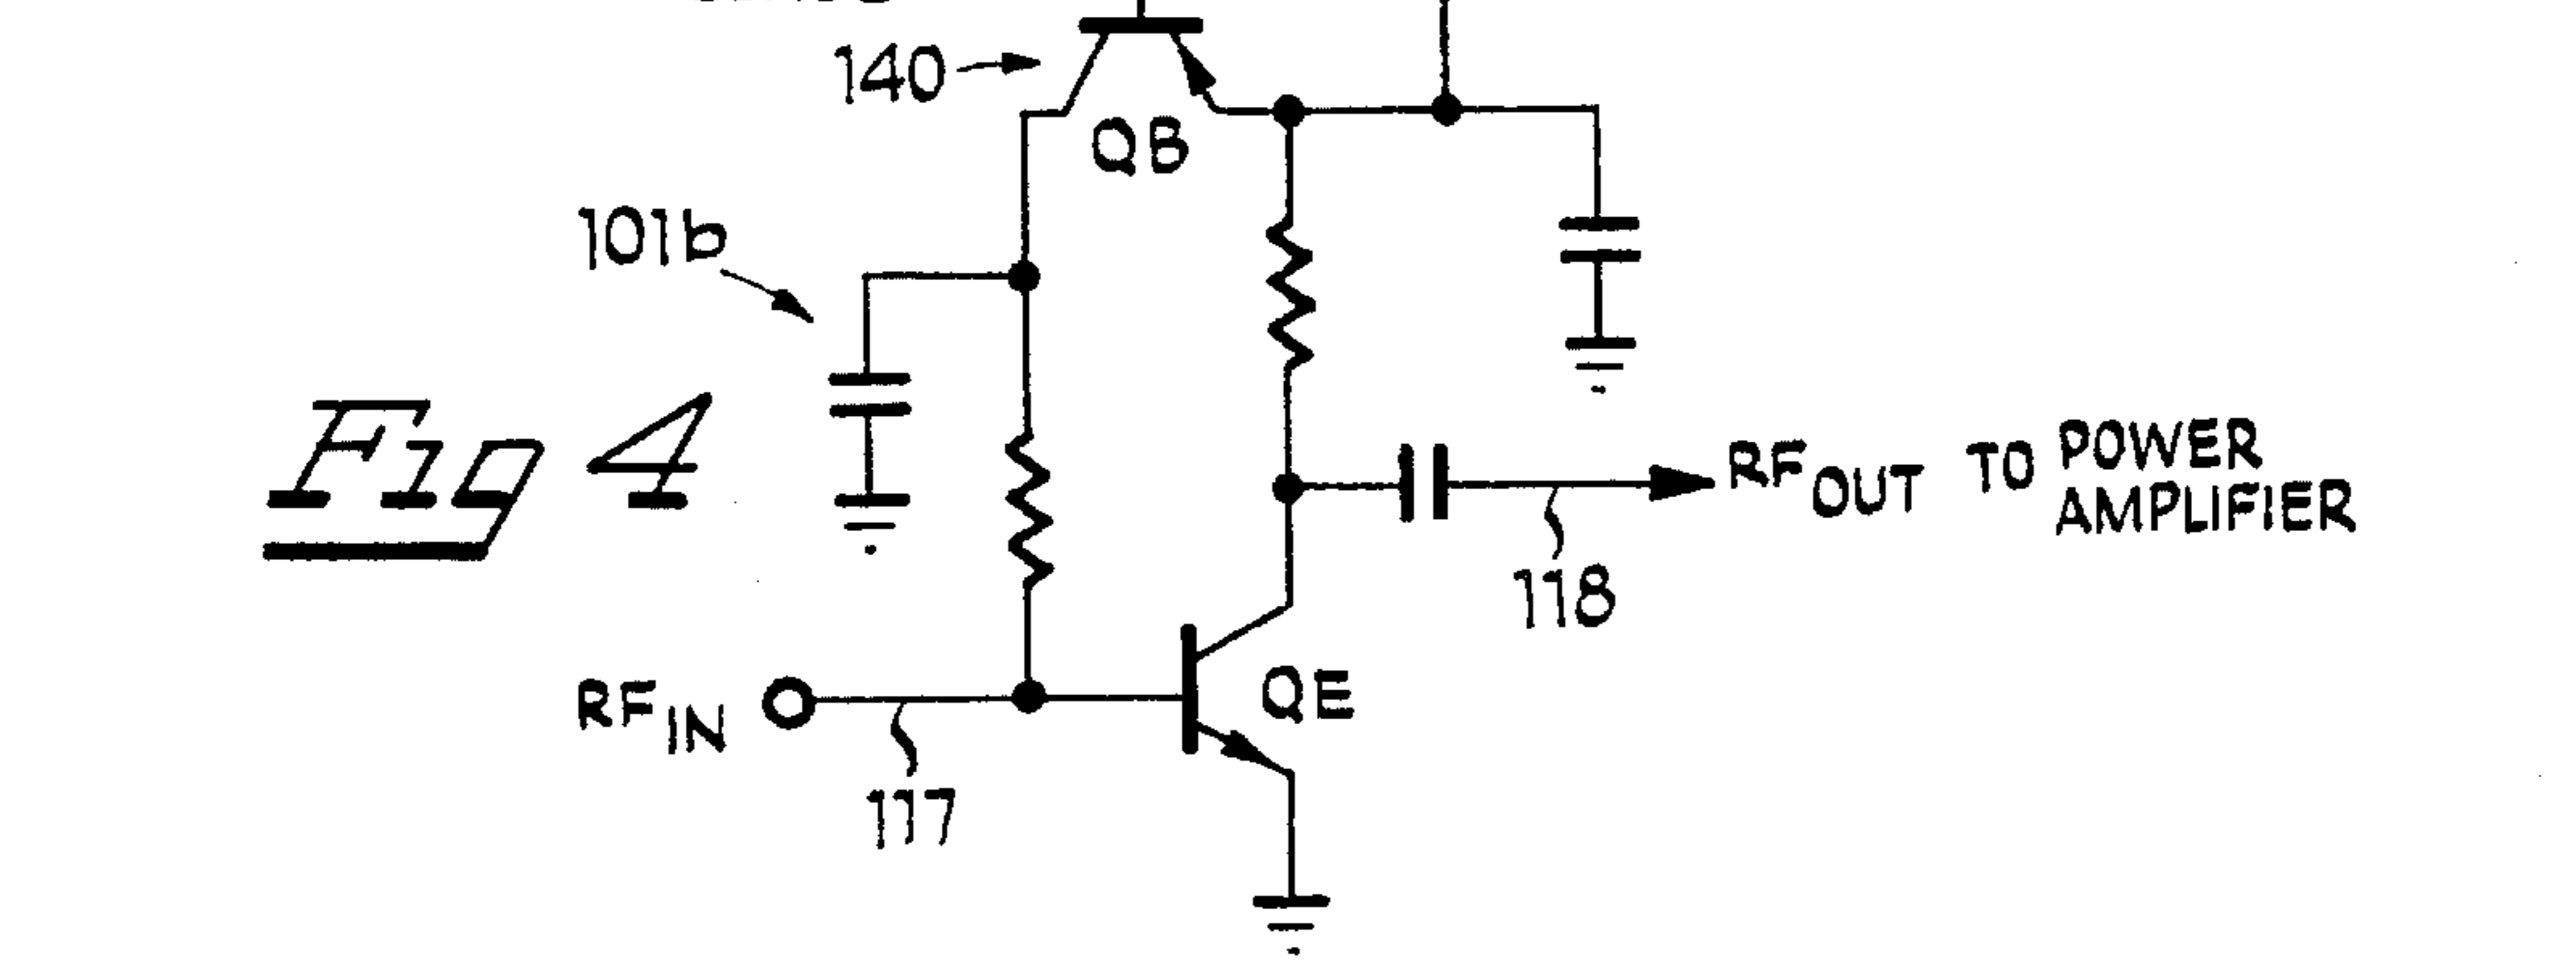 140
QB
101b
Fig 4
RF OUT TO POWER AMPLIFIER
118
RF IN
QE
117